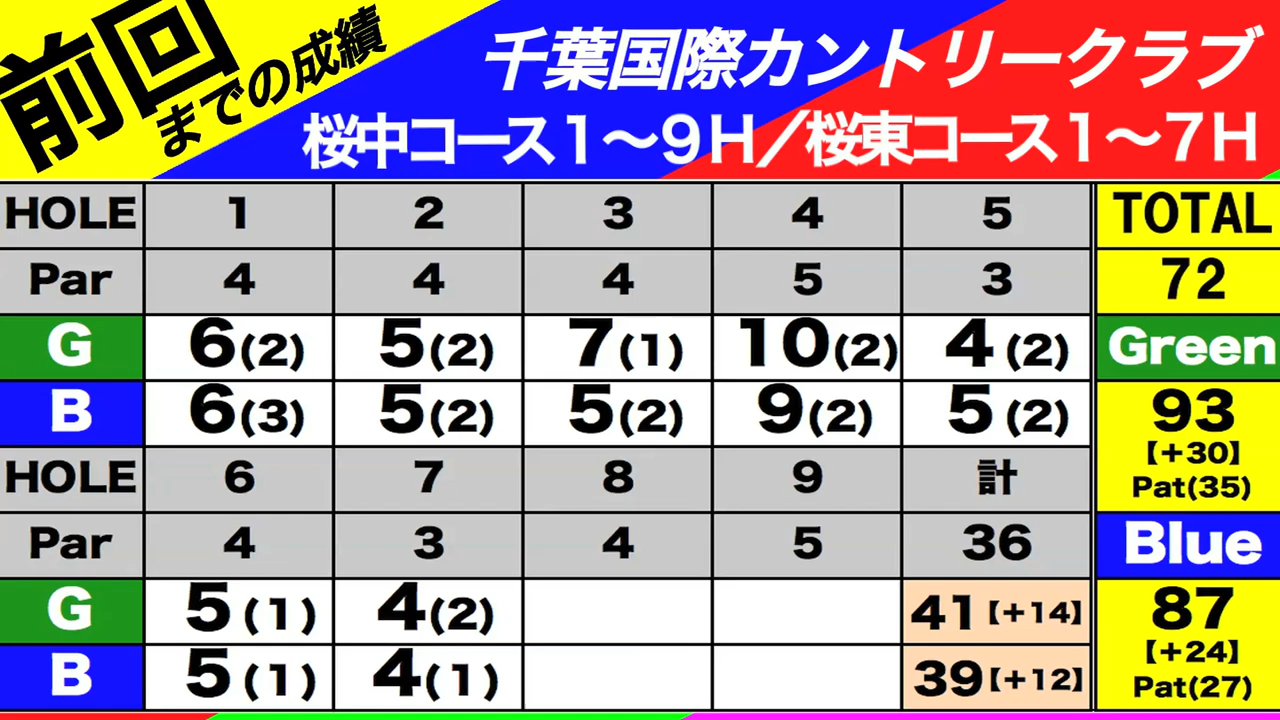 前回
までの成績
千葉国際カントリークラブ
桜中コース1〜9H/桜東コース1〜7H
HOLE 1 2 3 4 5 TOTAL
Par 4 4 4 5 3 72
G 6(2) 5(2) 7(1) 10(2) 4(2) Green
B 6(3) 5(2) 5(2) 9(2) 5(2) 93
【+30】
Pat(35)
HOLE 6 7 8 9 計
Par 4 3 4 5 36 Blue
G 5(1) 4(2) 41【+14】 87
【+24】
B 5(1) 4(1) 39【+12】 Pat(27)